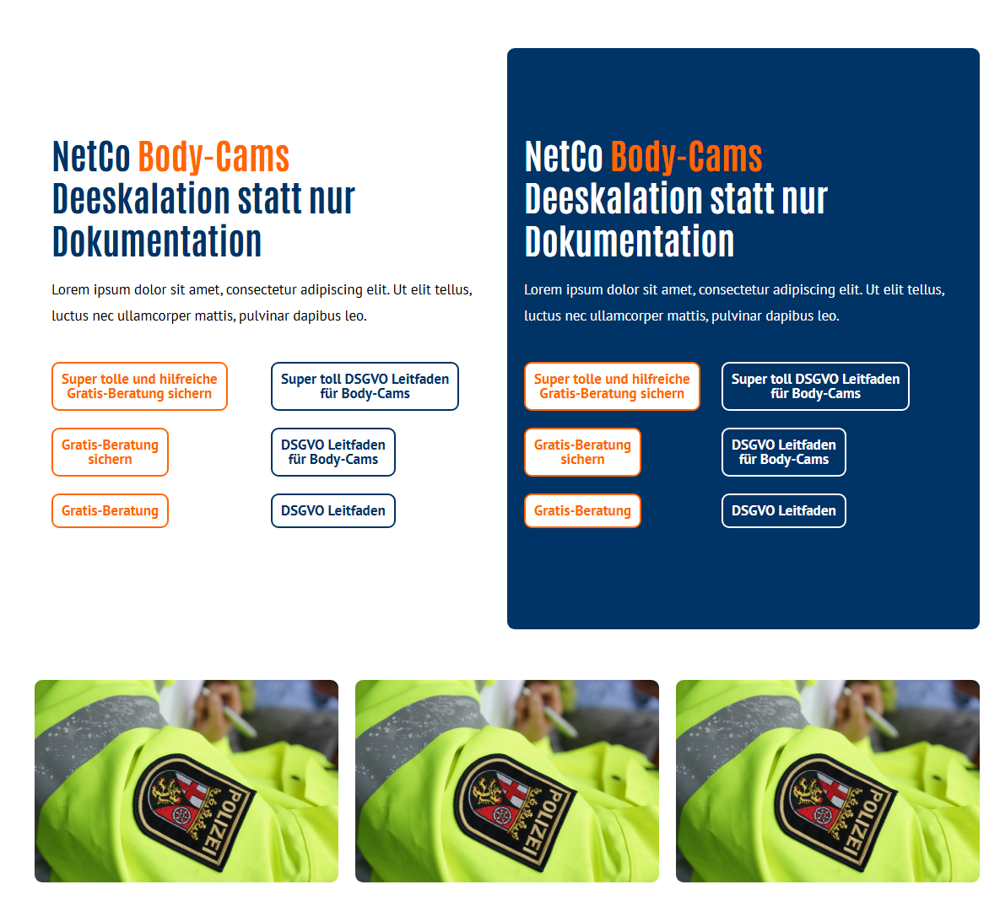 NetCo Body-Cams
Deeskalation statt nur
Dokumentation
Lorem ipsum dolor sit amet, consectetur adipiscing elit. Ut elit tellus,
luctus nec ullamcorper mattis, pulvinar dapibus leo.
Super tolle und hilfreiche
Gratis-Beratung sichern
Super toll DSGVO Leitfaden
für Body-Cams
Gratis-Beratung
sichern
DSGVO Leitfaden
für Body-Cams
Gratis-Beratung
DSGVO Leitfaden
NetCo Body-Cams
Deeskalation statt nur
Dokumentation
Lorem ipsum dolor sit amet, consectetur adipiscing elit. Ut elit tellus,
luctus nec ullamcorper mattis, pulvinar dapibus leo.
Super tolle und hilfreiche
Gratis-Beratung sichern
Super toll DSGVO Leitfaden
für Body-Cams
Gratis-Beratung
sichern
DSGVO Leitfaden
für Body-Cams
Gratis-Beratung
DSGVO Leitfaden
POLIZEI
POLIZEI
POLIZEI